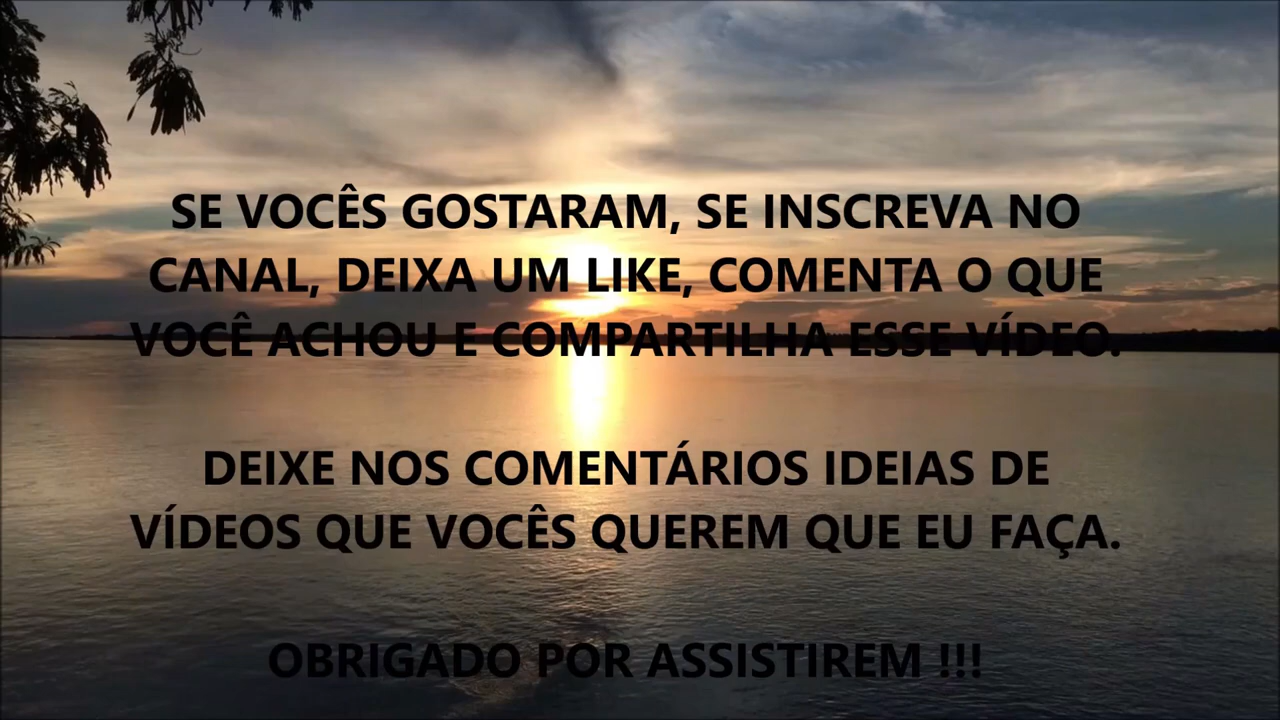 SE VOCÊS GOSTARAM, SE INSCREVA NO
CANAL, DEIXA UM LIKE, COMENTA O QUE
VOCÊ ACHOU E COMPARTILHA ESSE VÍDEO.
DEIXE NOS COMENTÁRIOS IDEIAS DE
VÍDEOS QUE VOCÊS QUEREM QUE EU FAÇA.
OBRIGADO POR ASSISTIREM !!!